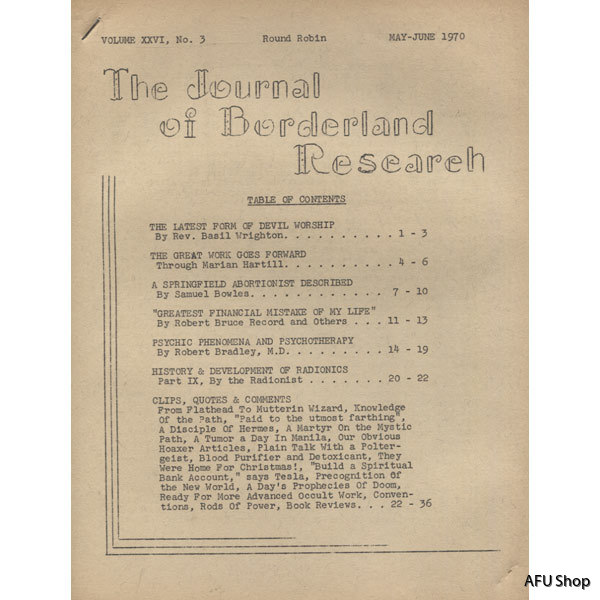 VOLUME XXVI, No. 3 Round Robin MAY-JUNE 1970
The Journal
of Borderland
Research
TABLE OF CONTENTS
THE LATEST FORM OF DEVIL WORSHIP
By Rev. Basil Wrighton. . . . . . . . . . 1 - 3
THE GREAT WORK GOES FORWARD
Through Marian Hartill. . . . . . . . . . 4 - 6
A SPRINGFIELD ABORTIONIST DESCRIBED
By Samuel Bowles. . . . . . . . . . . . 7 - 10
"GREATEST FINANCIAL MISTAKE OF MY LIFE"
By Robert Bruce Record and Others . . . 11 - 13
PSYCHIC PHENOMENA AND PSYCHOTHERAPY
By Robert Bradley, M.D. . . . . . . . . 14 - 19
HISTORY & DEVELOPMENT OF RADIONICS
Part IX, By the Radionist . . . . . . . 20 - 22
CLIPS, QUOTES & COMMENTS
From Flathead To Mutterin Wizard, Knowledge
Of the Path, "Paid to the utmost farthing",
A Disciple Of Hermes, A Martyr On the Mystic
Path, A Tumor a Day In Manila, Our Obvious
Hoaxer Articles, Plain Talk With a Polter-
geist, Blood Purifier and Detoxicant, They
Were Home For Christmas!, "Build a Spiritual
Bank Account," says Tesla, Precognition Of
the New World, A Day's Prophecies Of Doom,
Ready For More Advanced Occult Work, Conven-
tions, Rods Of Power, Book Reviews. . . 22 - 36
AFU Shop